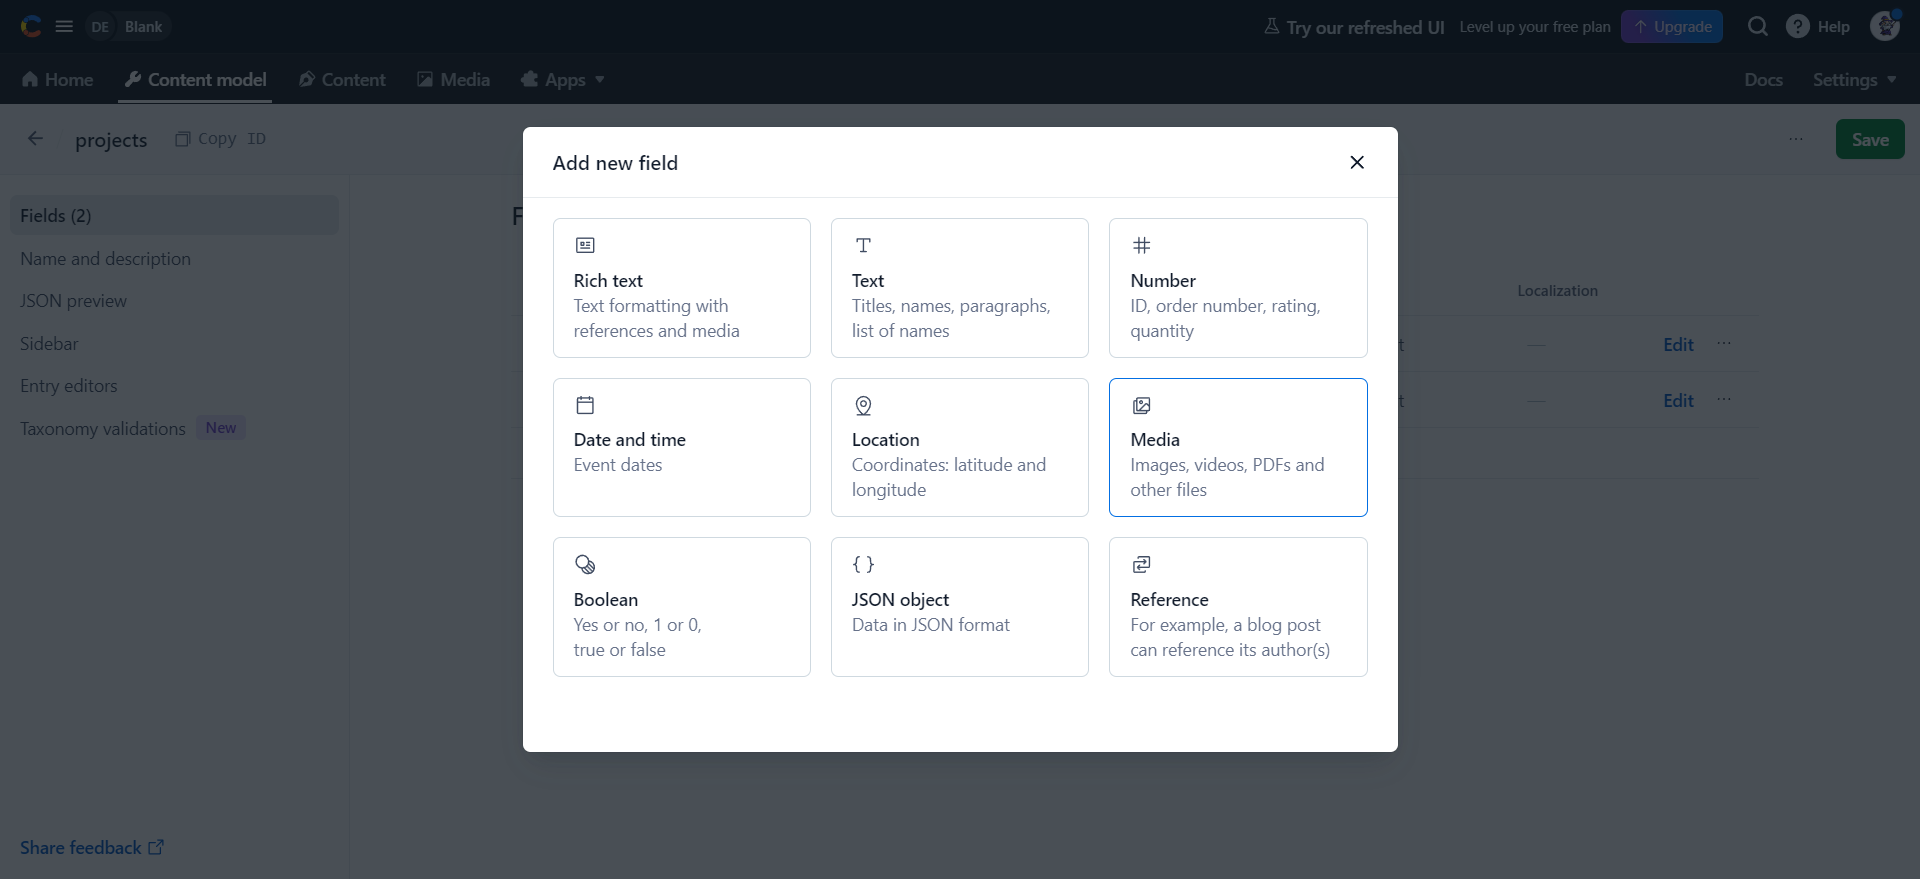 DE Blank
Try our refreshed UI
Level up your free plan
Upgrade
Help
Home
Content model
Content
Media
Apps
Docs
Settings
projects
Copy ID
Save
Fields (2)
Name and description
JSON preview
Sidebar
Entry editors
Taxonomy validations New
Share feedback
F
Localization
t
Edit
t
Edit
Add new field
Rich text
Text formatting with
references and media
Text
Titles, names, paragraphs,
list of names
Number
ID, order number, rating,
quantity
Date and time
Event dates
Location
Coordinates: latitude and
longitude
Media
Images, videos, PDFs and
other files
Boolean
Yes or no, 1 or 0,
true or false
JSON object
Data in JSON format
Reference
For example, a blog post
can reference its author(s)